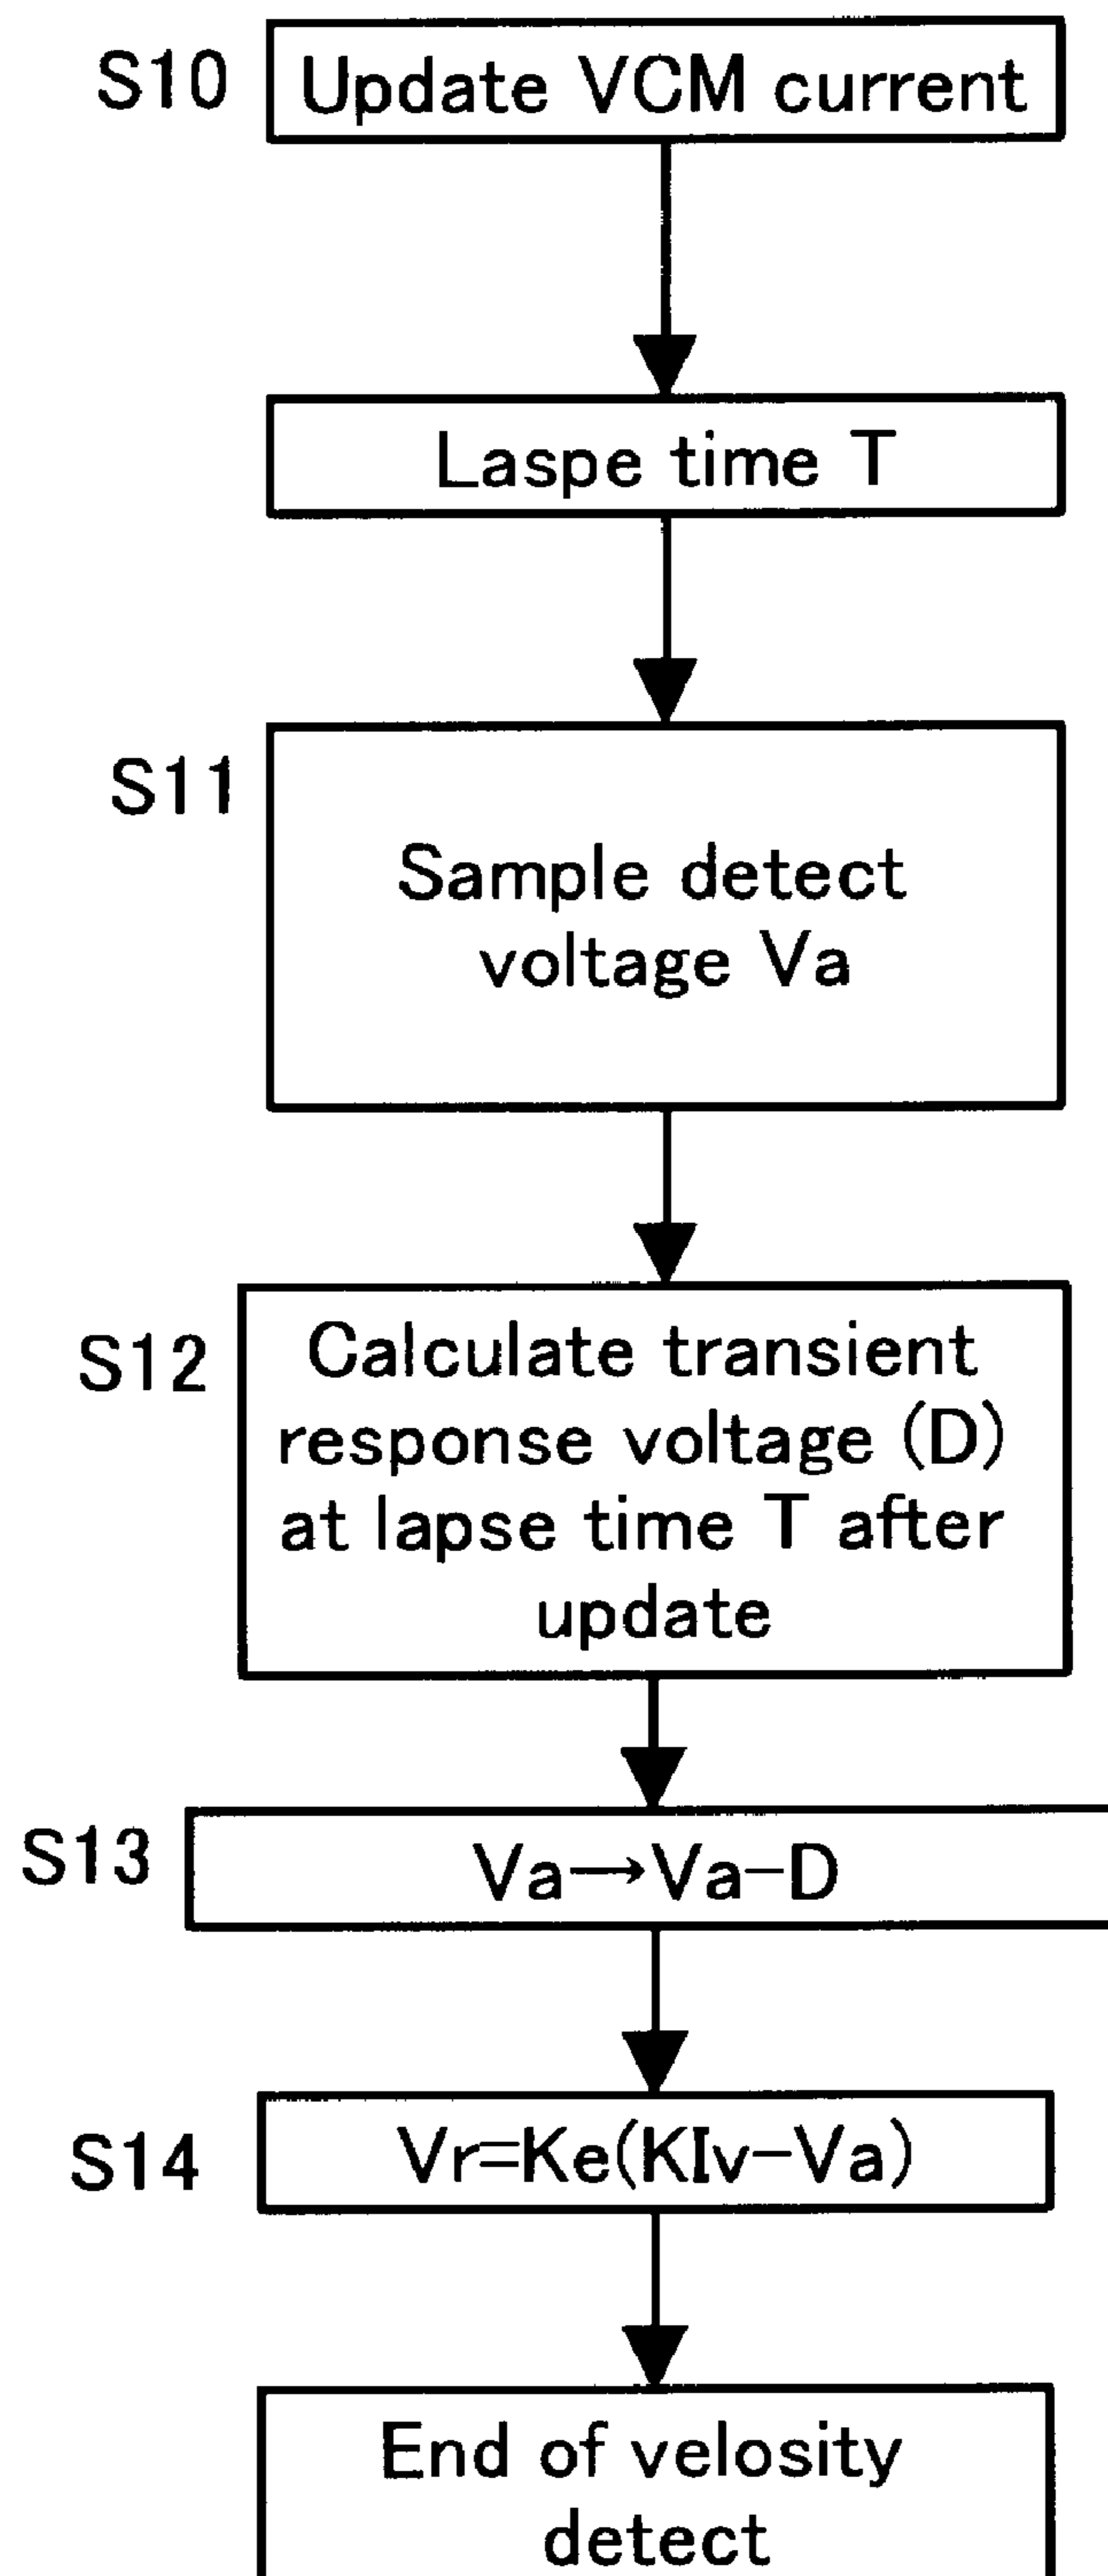 S10
Update VCM current
Laspe time T
S11
Sample detect
voltage Va
S12
Calculate transient
response voltage (D)
at lapse time T after
update
S13
Va→Va−D
S14
Vr=Ke(KIv−Va)
End of velosity
detect